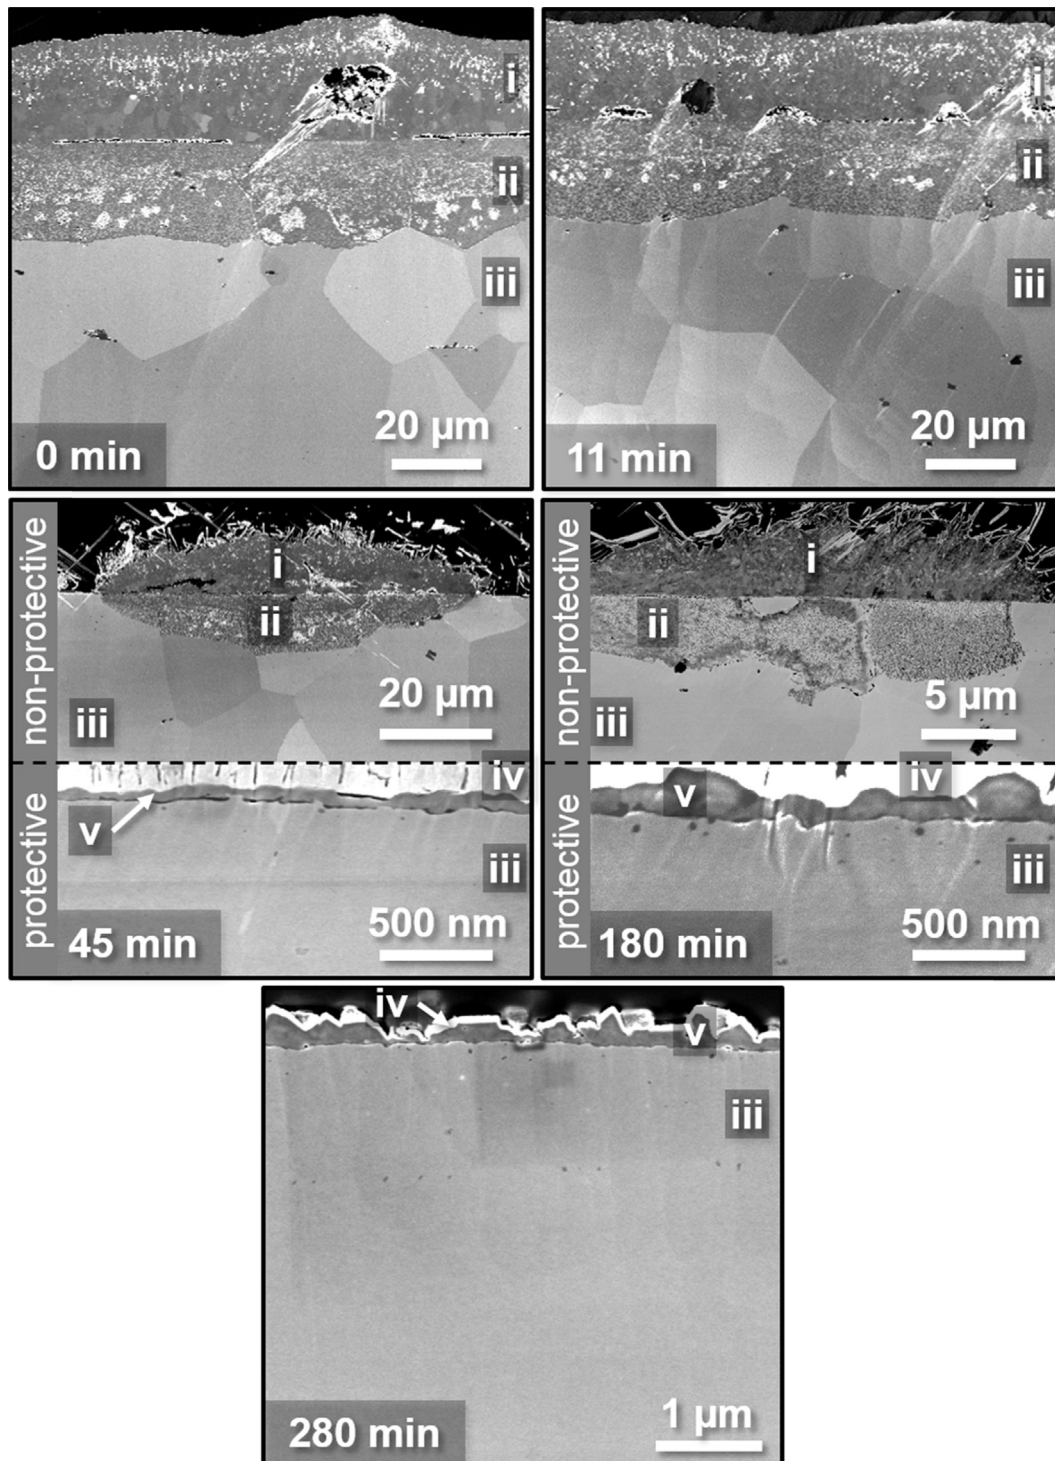 i
ii
iii
20 µm
0 min
i
ii
iii
20 µm
11 min
non-protective
i
ii
iii
20 µm
protective
iv
v
iii
45 min
500 nm
non-protective
i
ii
iii
5 µm
protective
iv
v
iii
180 min
500 nm
iv
v
iii
280 min
1 µm